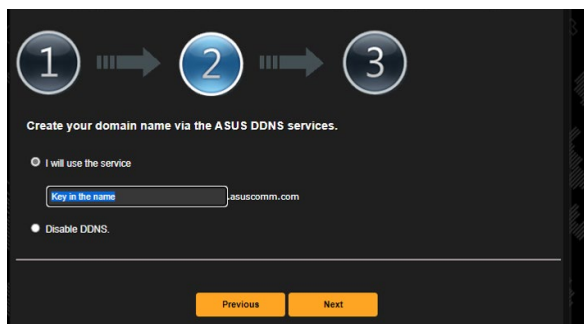 1 2 3
Create your domain name via the ASUS DDNS services.
I will use the service
Key in the name .asuscomm.com
Disable DDNS.
Previous Next